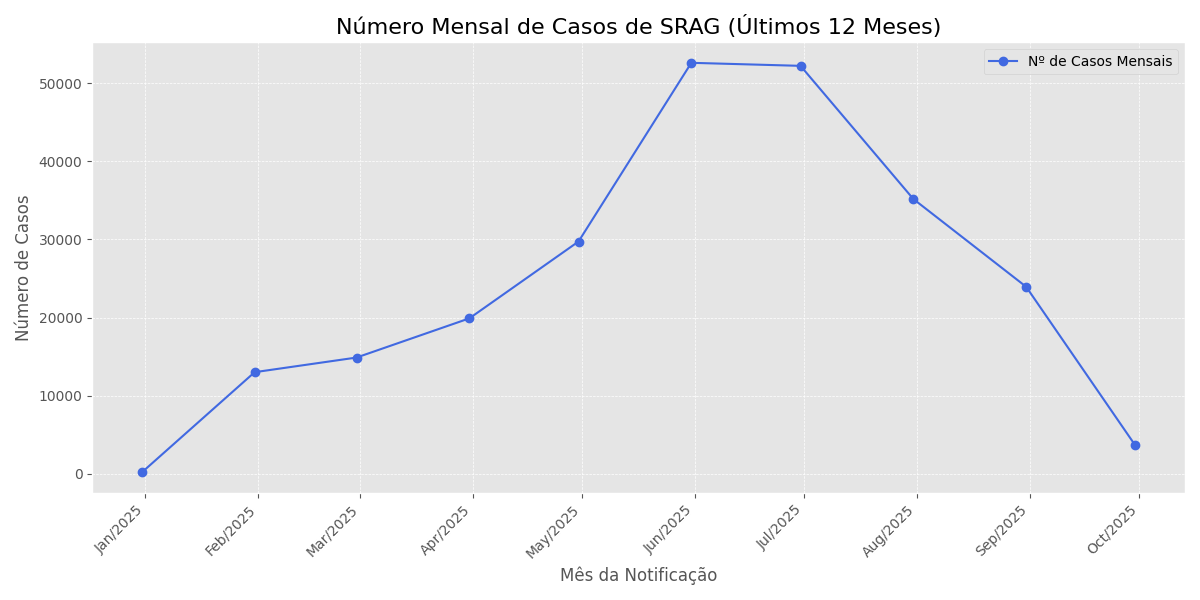 Número Mensal de Casos de SRAG (Últimos 12 Meses)
Nº de Casos Mensais
Número de Casos
50000
40000
30000
20000
10000
0
Jan/2025
Feb/2025
Mar/2025
Apr/2025
May/2025
Jun/2025
Jul/2025
Aug/2025
Sep/2025
Oct/2025
Mês da Notificação